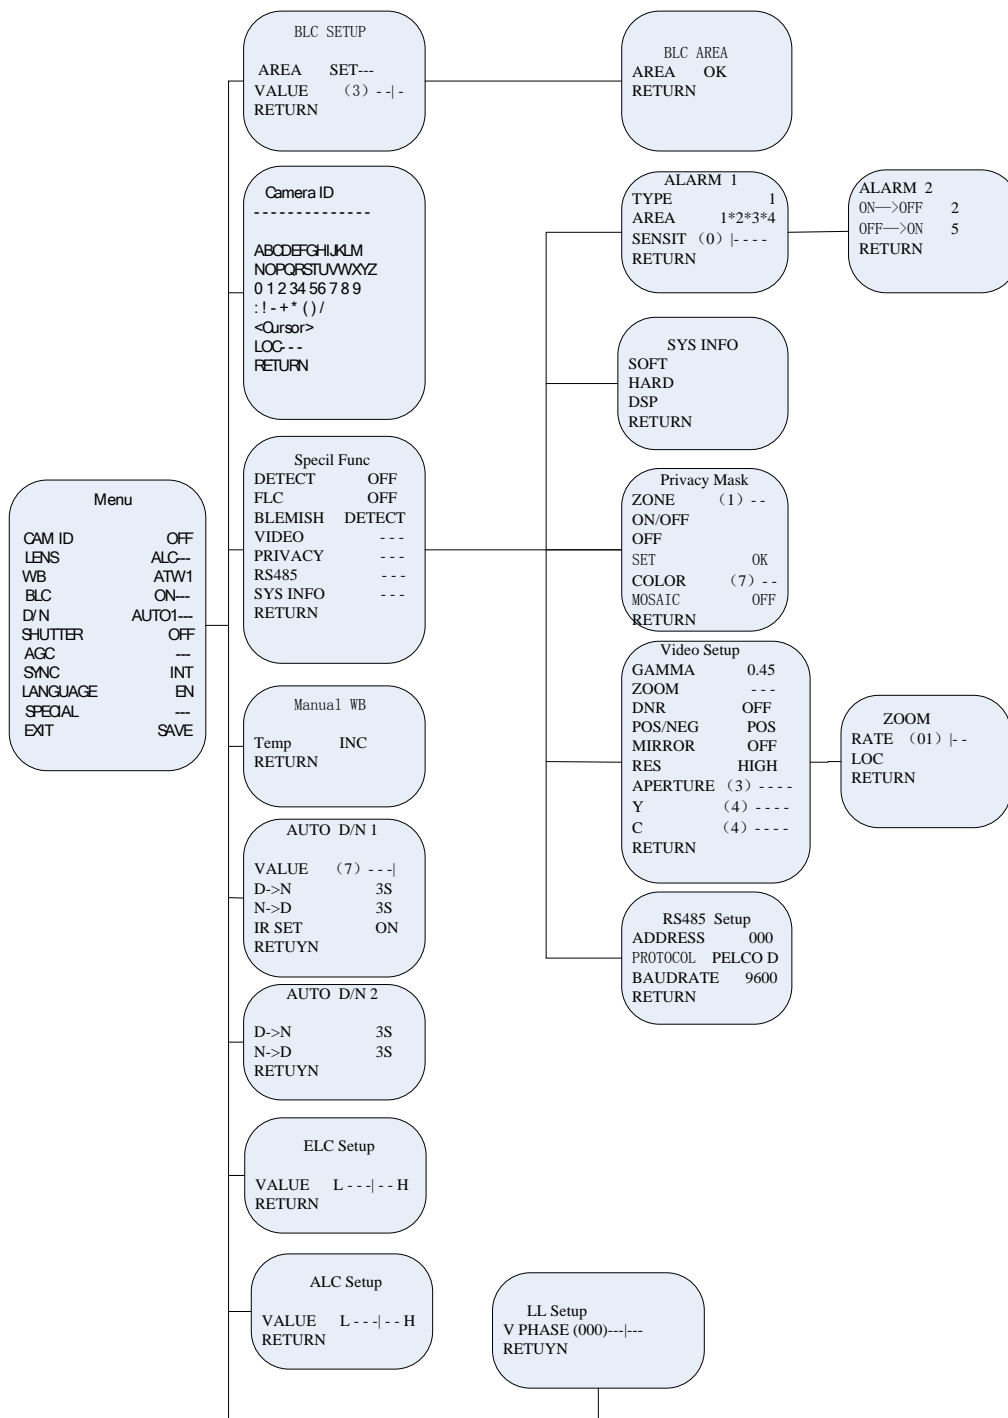 Menu
CAM ID OFF
LENS ALC---
WB ATW1
BLC ON---
D/N AUTO1---
SHUTTER OFF
AGC ---
SYNC INT
LANGUAGE EN
SPECIAL ---
EXIT SAVE
BLC SETUP
AREA SET---
VALUE (3) - -| -
RETURN
BLC AREA
AREA OK
RETURN
Camera ID
- - - - - - - - - - - - - -
ABCDEFGHIJKLM
NOPQRSTUVWXYZ
0 1 2 34 56 7 8 9
: ! - + * ( ) /
<Cursor>
LOC- - -
RETURN
Specil Func
DETECT OFF
FLC OFF
BLEMISH DETECT
VIDEO - - -
PRIVACY - - -
RS485 - - -
SYS INFO - - -
RETURN
ALARM 1
TYPE 1
AREA 1*2*3*4
SENSIT (0) |- - - -
RETURN
ALARM 2
ON—>OFF 2
OFF—>ON 5
RETURN
SYS INFO
SOFT
HARD
DSP
RETURN
Privacy Mask
ZONE (1) - -
ON/OFF
OFF
SET OK
COLOR (7) - -
MOSAIC OFF
RETURN
Video Setup
GAMMA 0.45
ZOOM - - -
DNR OFF
POS/NEG POS
MIRROR OFF
RES HIGH
APERTURE (3) - - - -
Y (4) - - - -
C (4) - - - -
RETURN
ZOOM
RATE (01) |- -
LOC
RETURN
RS485 Setup
ADDRESS 000
PROTOCOL PELCO D
BAUDRATE 9600
RETURN
Manual WB
Temp INC
RETURN
AUTO D/N 1
VALUE (7) - - -|
D->N 3S
N->D 3S
IR SET ON
RETUYN
AUTO D/N 2
D->N 3S
N->D 3S
RETUYN
ELC Setup
VALUE L - - -| - - H
RETURN
ALC Setup
VALUE L - - -| - - H
RETURN
LL Setup
V PHASE (000)---|---
RETUYN